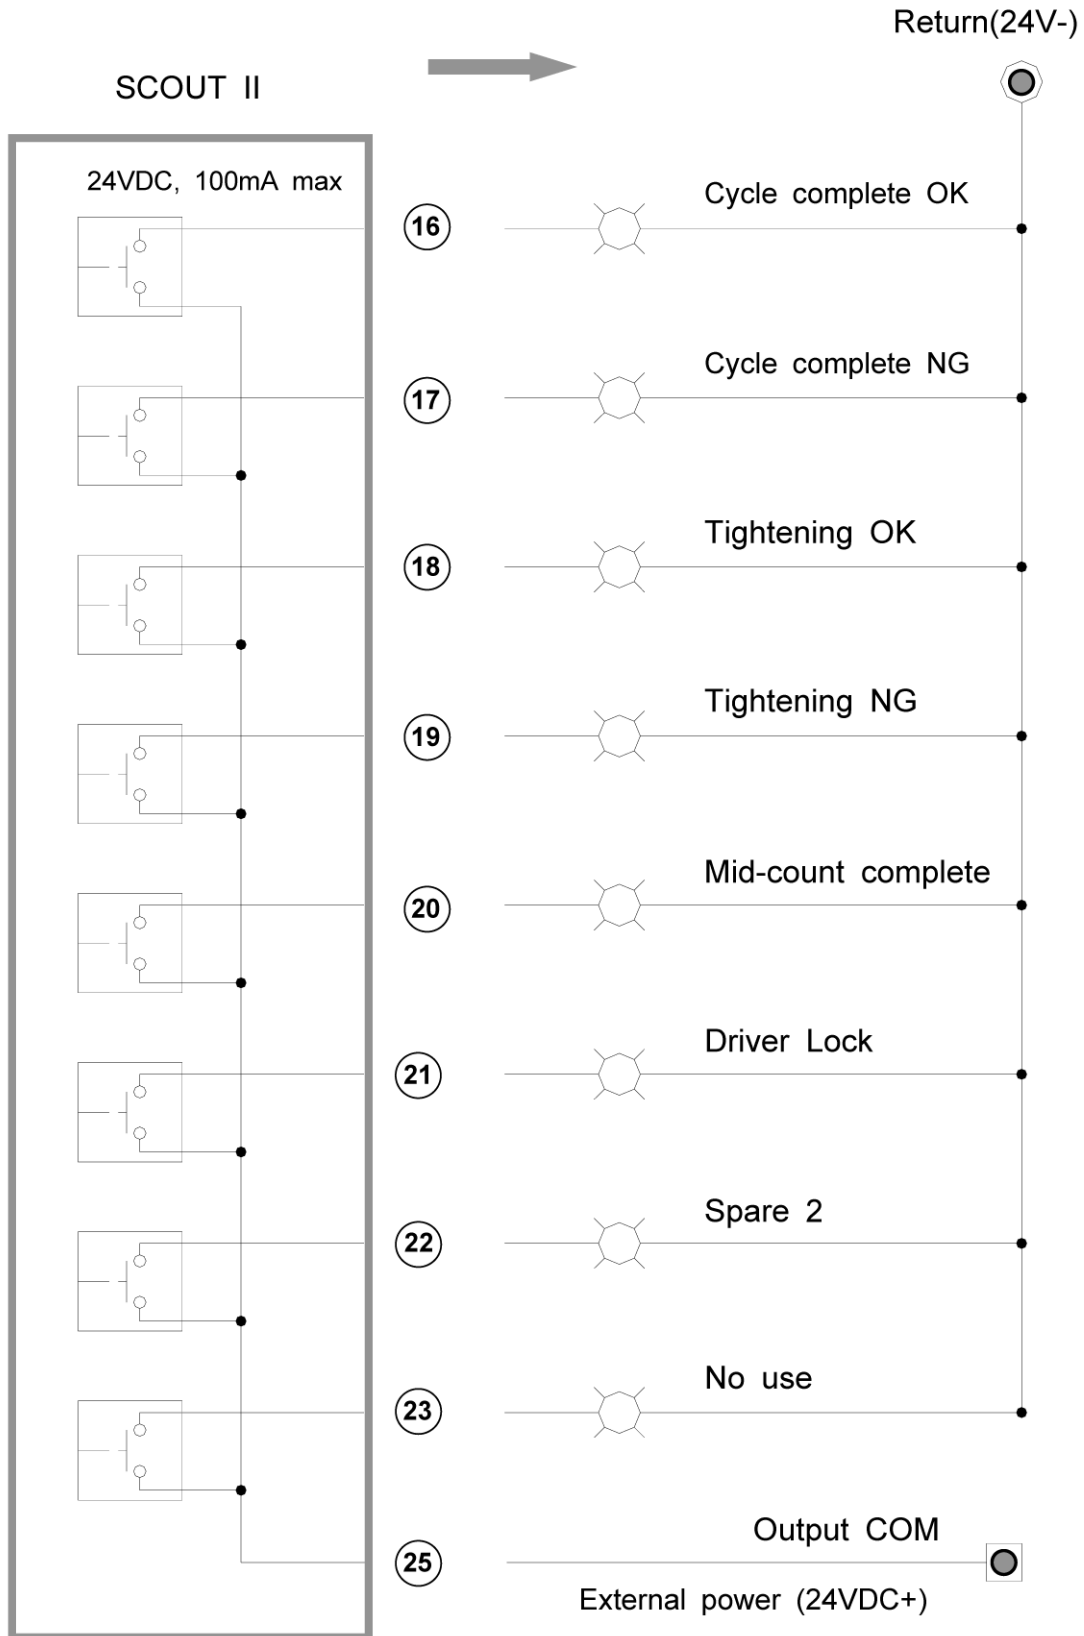 Return(24V-)
SCOUT II
24VDC, 100mA max
16
Cycle complete OK
17
Cycle complete NG
18
Tightening OK
19
Tightening NG
20
Mid-count complete
21
Driver Lock
22
Spare 2
23
No use
25
Output COM
External power (24VDC+)